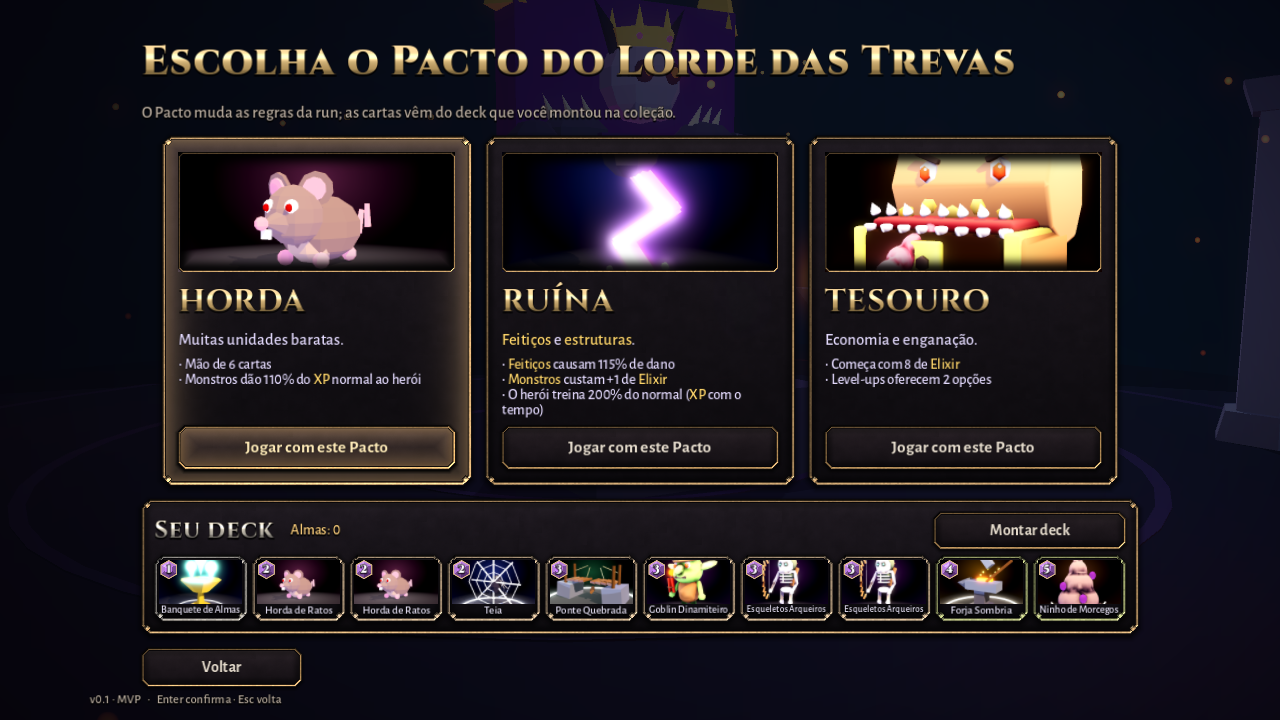 Escolha o Pacto do Lorde das Trevas
O Pacto muda as regras da run; as cartas vêm do deck que você montou na coleção.
HORDA
Muitas unidades baratas.
· Mão de 6 cartas
· Monstros dão 110% do XP normal ao herói
Jogar com este Pacto
RUÍNA
Feitiços e estruturas.
· Feitiços causam 115% de dano
· Monstros custam +1 de Elixir
· O herói treina 200% do normal (XP com o
tempo)
Jogar com este Pacto
TESOURO
Economia e enganação.
· Começa com 8 de Elixir
· Level-ups oferecem 2 opções
Jogar com este Pacto
Seu deck
Almas: 0
Montar deck
1
Banquete de Almas
2
Horda de Ratos
2
Horda de Ratos
2
Teia
3
Ponte Quebrada
3
Goblin Dinamiteiro
3
Esqueletos Arqueiros
3
Esqueletos Arqueiros
4
Forja Sombria
5
Ninho de Morcegos
Voltar
v0.1 · MVP · Enter confirma · Esc volta